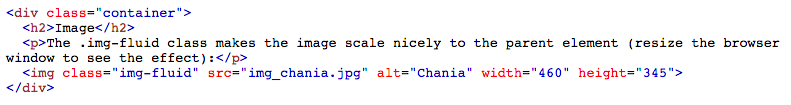 <div class="container">
  <h2>Image</h2>
  <p>The .img-fluid class makes the image scale nicely to the parent element (resize the browser
window to see the effect):</p>
  <img class="img-fluid" src="img_chania.jpg" alt="Chania" width="460" height="345">
</div>